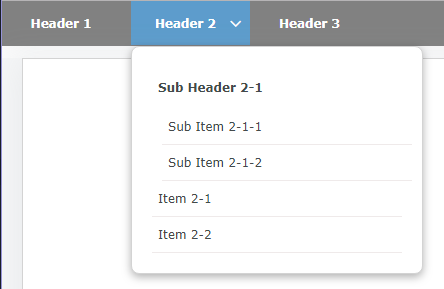 Header 1 Header 2 Header 3
Sub Header 2-1
Sub Item 2-1-1
Sub Item 2-1-2
Item 2-1
Item 2-2